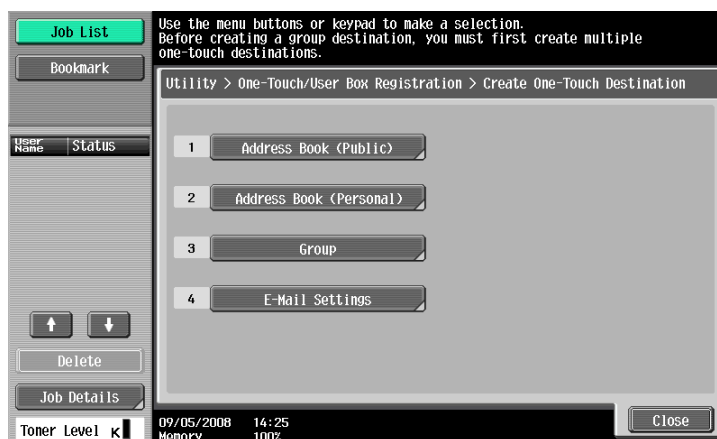 Job List
Bookmark
User Name Status
Delete
Job Details
Toner Level K
Use the menu buttons or keypad to make a selection.
Before creating a group destination, you must first create multiple
one-touch destinations.
Utility > One-Touch/User Box Registration > Create One-Touch Destination
1 Address Book (Public)
2 Address Book (Personal)
3 Group
4 E-Mail Settings
09/05/2008 14:25
Memory 100%
Close